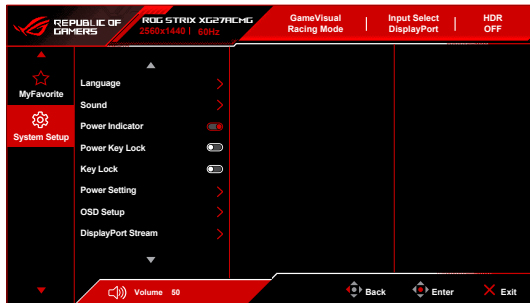 REPUBLIC OF
GAMERS
ROG STRIX XG27ACMG
2560x1440 | 60Hz
GameVisual
Racing Mode
Input Select
DisplayPort
HDR
OFF
MyFavorite
System Setup
Language
Sound
Power Indicator
Power Key Lock
Key Lock
Power Setting
OSD Setup
DisplayPort Stream
Volume 50
Back
Enter
Exit